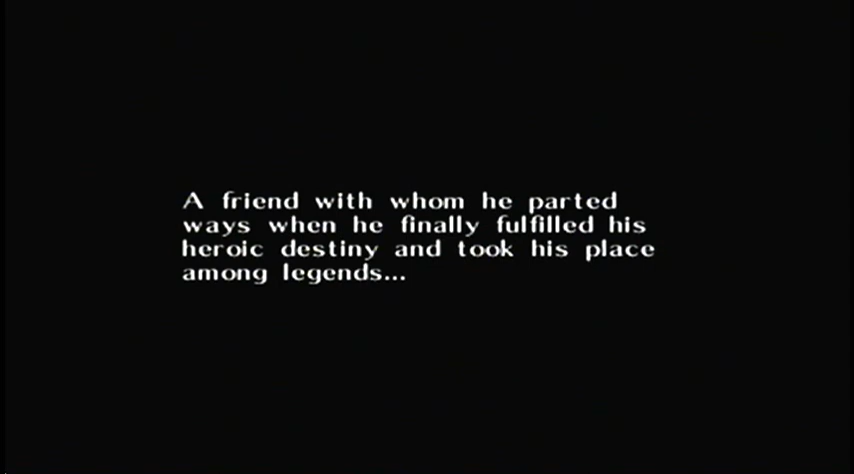 A friend with whom he parted
ways when he finally fulfilled his
heroic destiny and took his place
among legends...